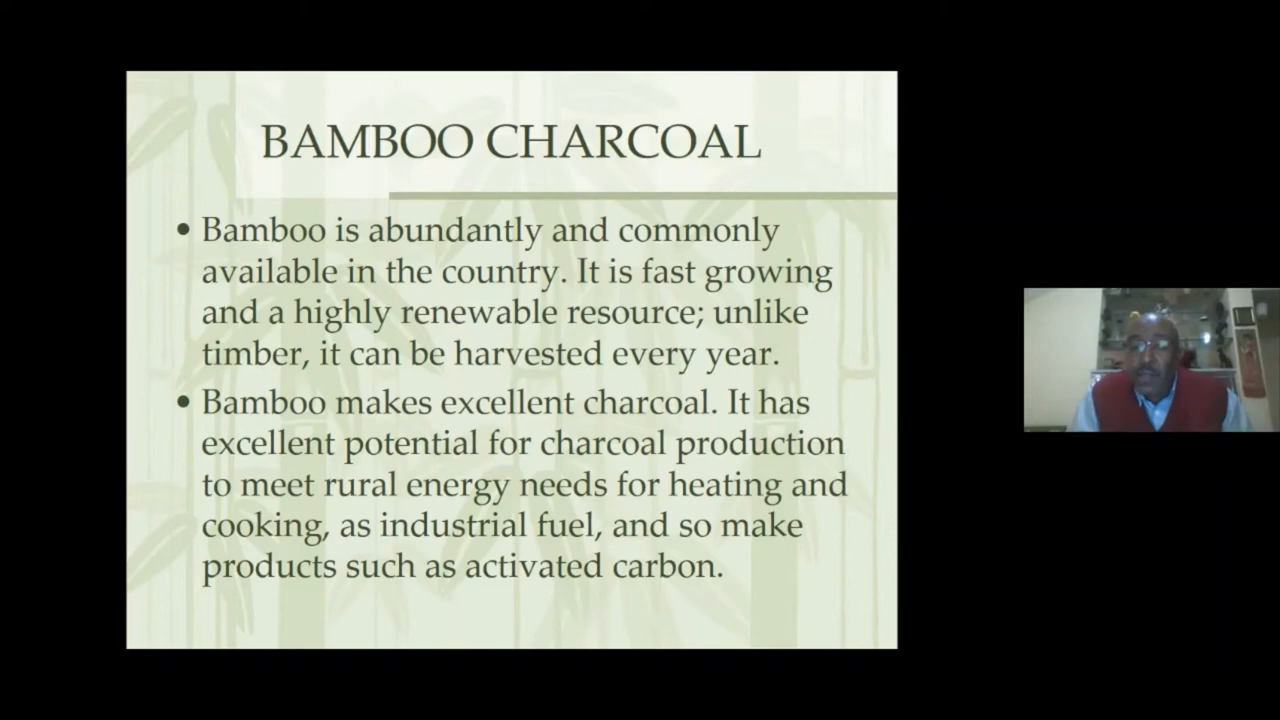 BAMBOO CHARCOAL
• Bamboo is abundantly and commonly
available in the country. It is fast growing
and a highly renewable resource; unlike
timber, it can be harvested every year.
• Bamboo makes excellent charcoal. It has
excellent potential for charcoal production
to meet rural energy needs for heating and
cooking, as industrial fuel, and so make
products such as activated carbon.